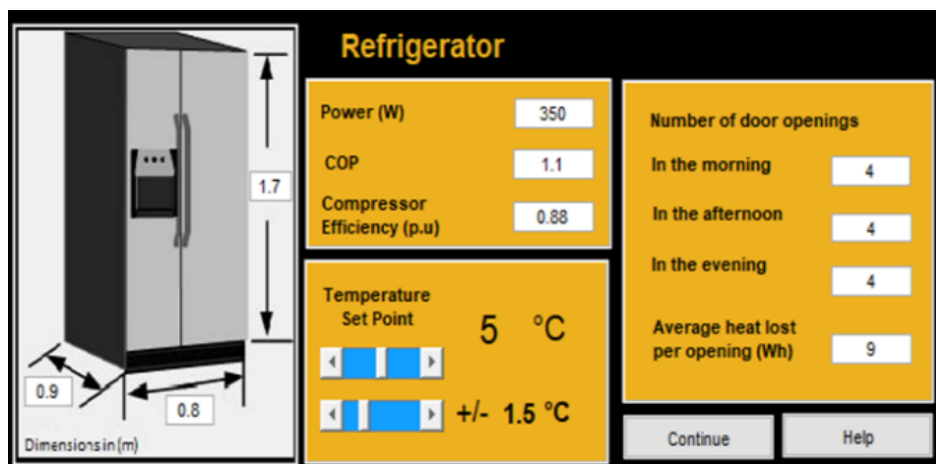 Refrigerator
1.7
0.9
0.8
Dimensions in (m)
Power (W) 350
COP 1.1
Compressor
Efficiency (p.u) 0.88
Temperature
Set Point 5 °C
+/- 1.5 °C
Number of door openings
In the morning 4
In the afternoon 4
In the evening 4
Average heat lost
per opening (Wh) 9
Continue Help